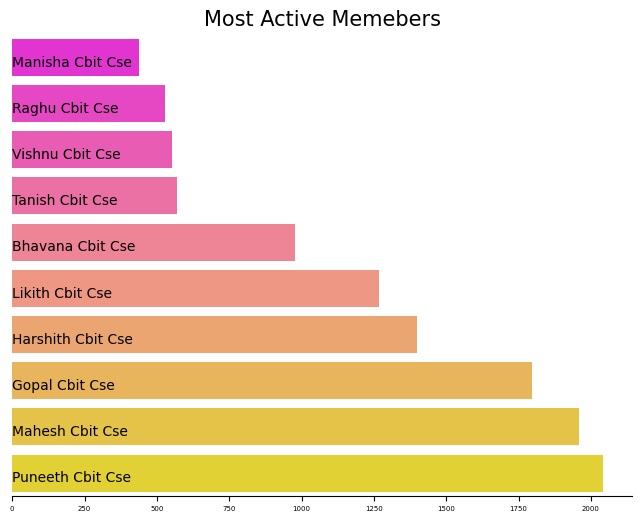 Most Active Memebers
Manisha Cbit Cse
Raghu Cbit Cse
Vishnu Cbit Cse
Tanish Cbit Cse
Bhavana Cbit Cse
Likith Cbit Cse
Harshith Cbit Cse
Gopal Cbit Cse
Mahesh Cbit Cse
Puneeth Cbit Cse
0 250 500 750 1000 1250 1500 1750 2000